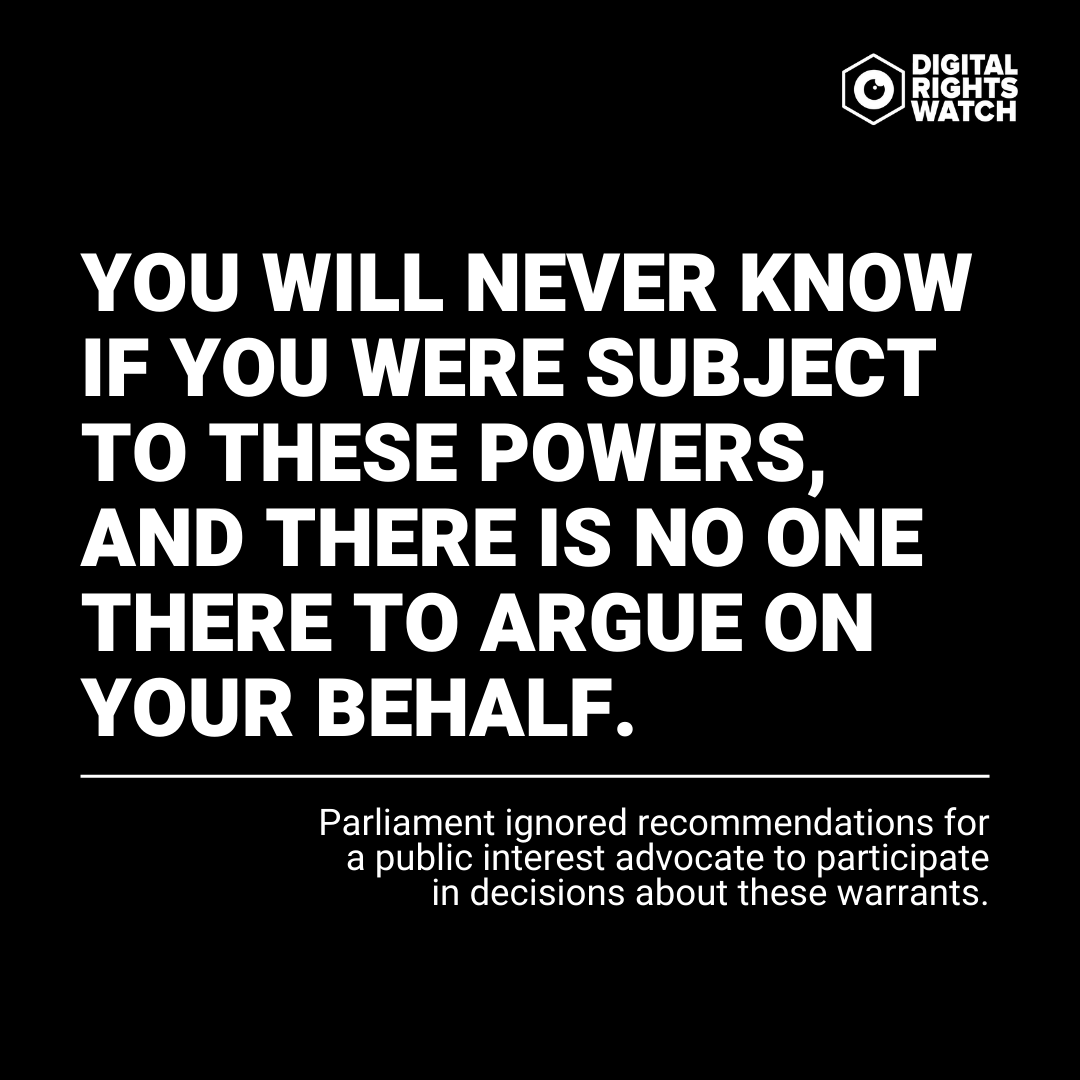 DIGITAL
RIGHTS
WATCH
YOU WILL NEVER KNOW
IF YOU WERE SUBJECT
TO THESE POWERS,
AND THERE IS NO ONE
THERE TO ARGUE ON
YOUR BEHALF.
Parliament ignored recommendations for
a public interest advocate to participate
in decisions about these warrants.